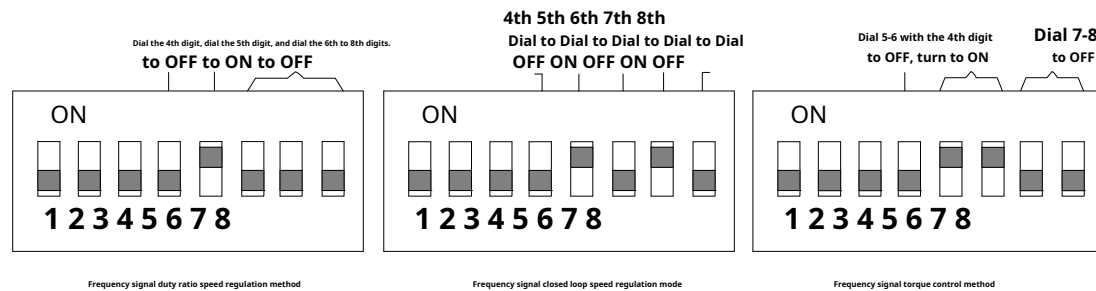 Dial the 4th digit, dial the 5th digit, and dial the 6th to 8th digits.
to OFF to ON to OFF
ON
1 2 3 4 5 6 7 8
Frequency signal duty ratio speed regulation method
4th 5th 6th 7th 8th
Dial to Dial to Dial to Dial to Dial
OFF ON OFF ON OFF
ON
1 2 3 4 5 6 7 8
Frequency signal closed loop speed regulation mode
Dial 5-6 with the 4th digit
to OFF, turn to ON
Dial 7-8
to OFF
ON
1 2 3 4 5 6 7 8
Frequency signal torque control method